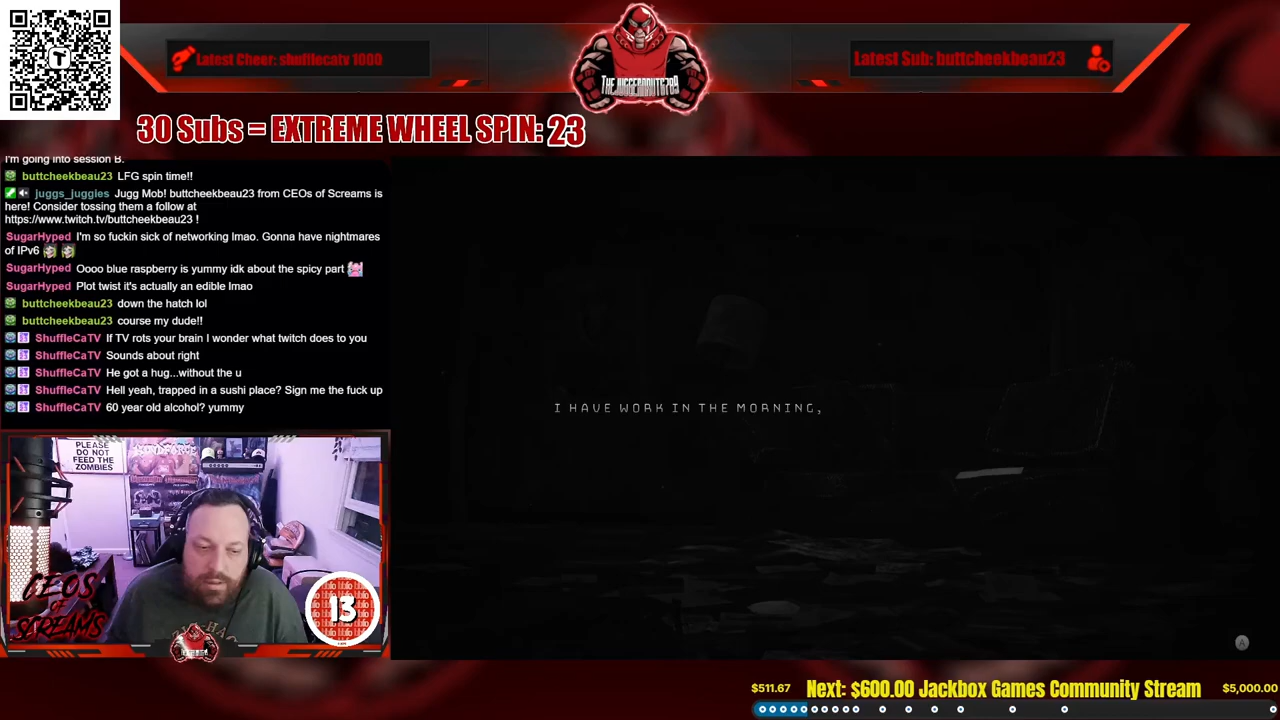 Latest Cheer: shufflecatv 1000
THEJUGGERNAUT6789
Latest Sub: buttcheekbeau23
30 Subs = EXTREME WHEEL SPIN: 23
I'm going into session B.
buttcheekbeau23 LFG spin time!!
juggs_juggies Jugg Mob! buttcheekbeau23 from CEOs of Screams is
here! Consider tossing them a follow at
https://www.twitch.tv/buttcheekbeau23 !
SugarHyped I'm so fuckin sick of networking lmao. Gonna have nightmares
of IPv6
SugarHyped Oooo blue raspberry is yummy idk about the spicy part
SugarHyped Plot twist it's actually an edible lmao
buttcheekbeau23 down the hatch lol
buttcheekbeau23 course my dude!!
ShuffleCaTV If TV rots your brain I wonder what twitch does to you
ShuffleCaTV Sounds about right
ShuffleCaTV He got a hug...without the u
ShuffleCaTV Hell yeah, trapped in a sushi place? Sign me the fuck up
ShuffleCaTV 60 year old alcohol? yummy
I HAVE WORK IN THE MORNING,
A
PLEASE
DO NOT
FEED THE
ZOMBIES
CEOS
OF
SCREAMS
13
$511.67
Next: $600.00 Jackbox Games Community Stream
$5,000.00